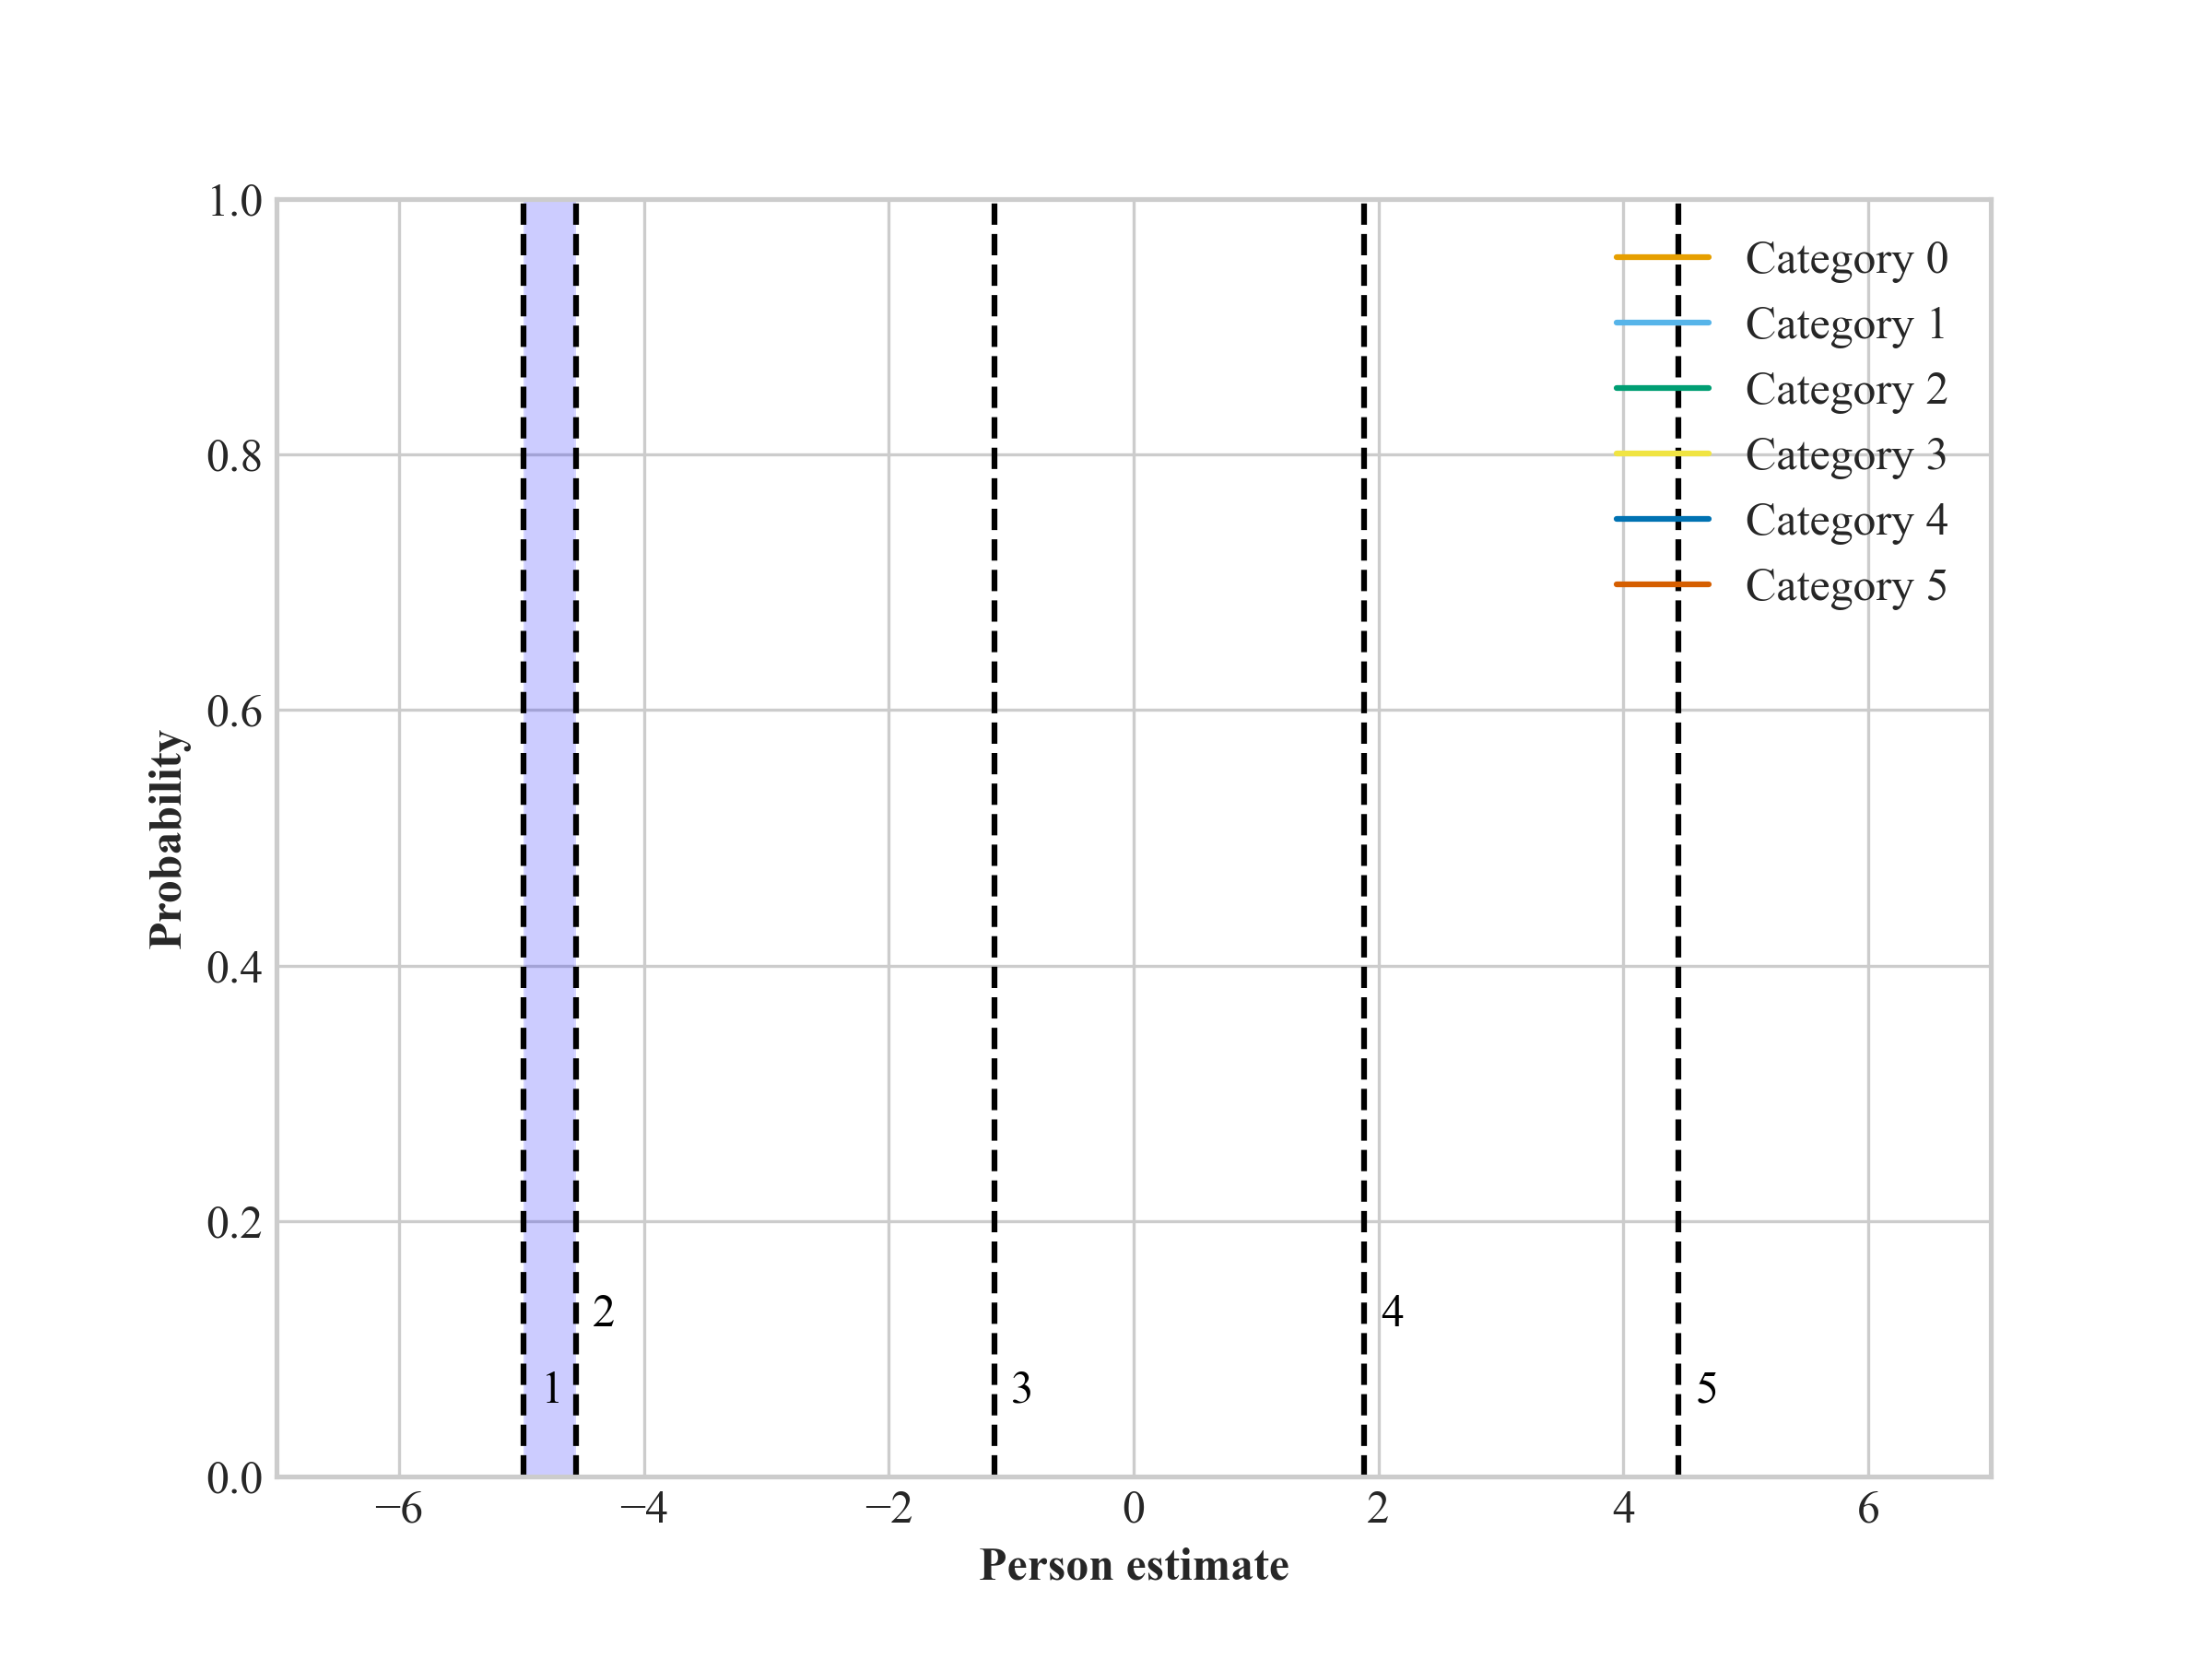 1.0
0.8
0.6
0.4
0.2
0.0
Probability
Category 0
Category 1
Category 2
Category 3
Category 4
Category 5
2
4
1
3
5
−6
−4
−2
0
2
4
6
Person estimate